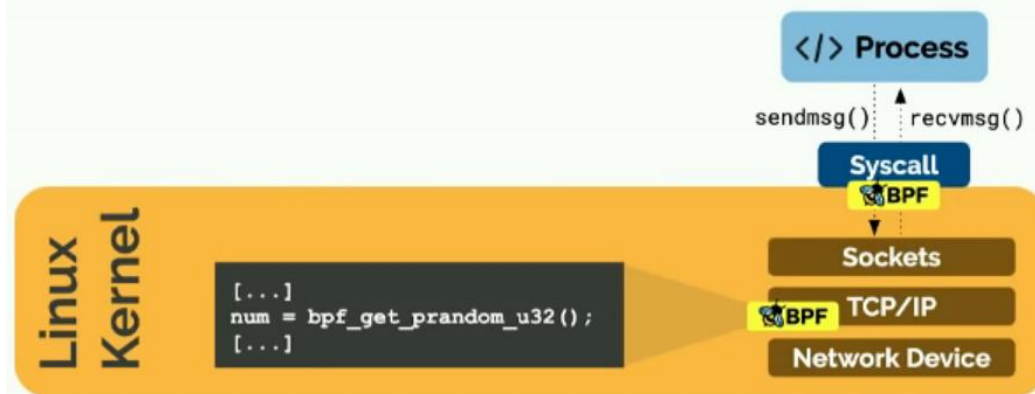 </> Process
sendmsg() recvmsg()
Syscall
BPF
Linux
Kernel
Sockets
[...]
num = bpf_get_prandom_u32();
[...]
BPF
TCP/IP
Network Device